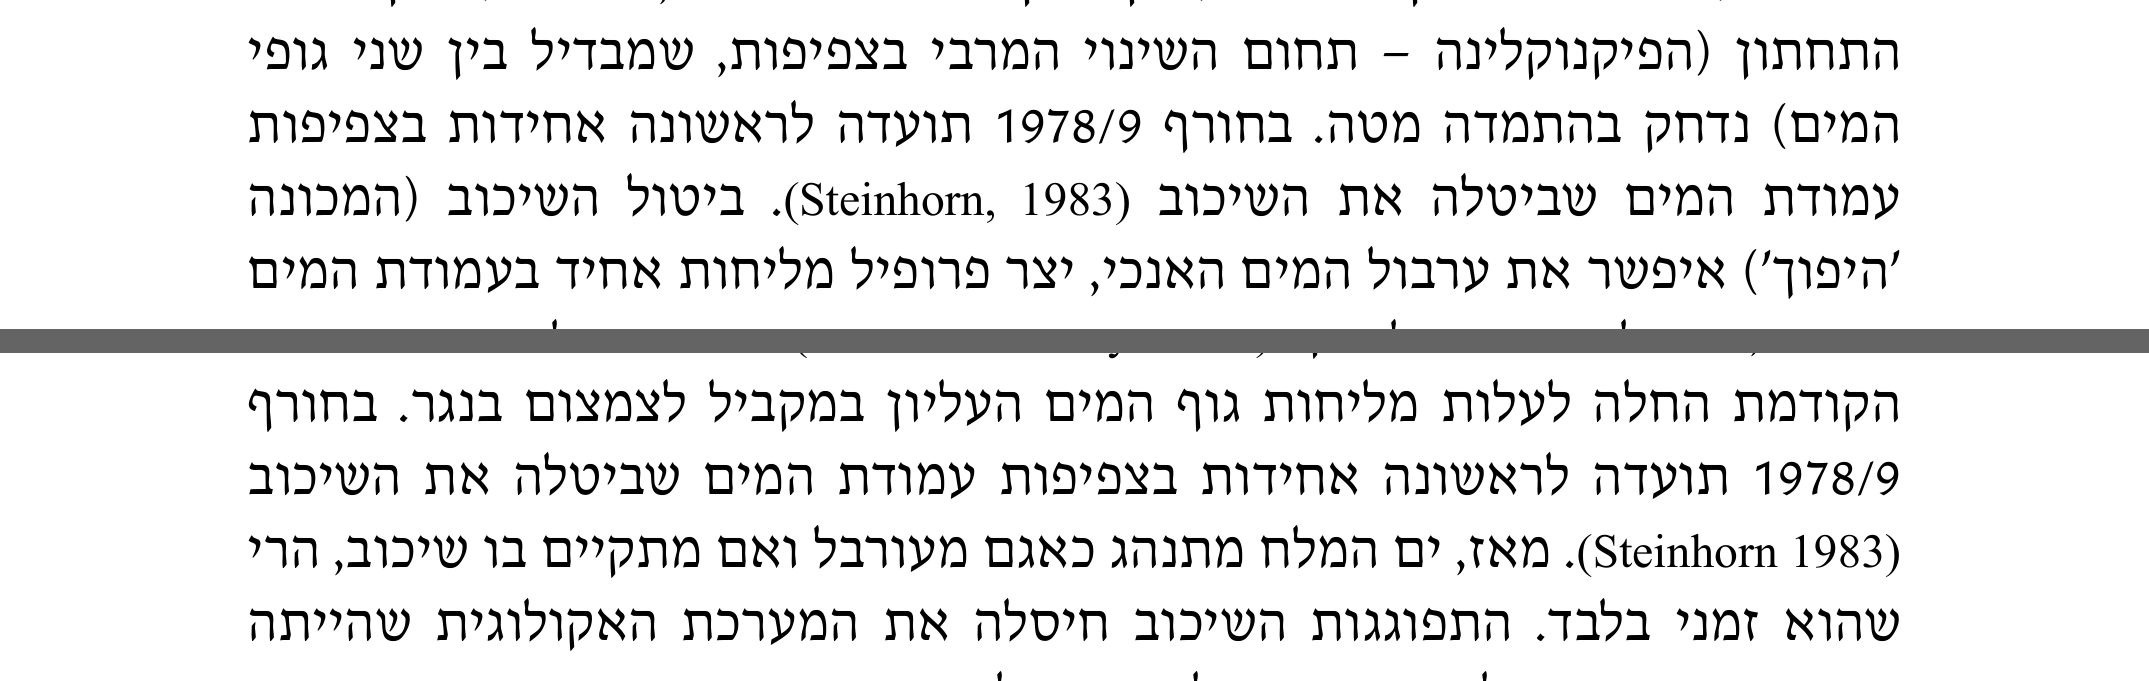 התחתון (הפיקנוקלינה – תחום השינוי המרבי בצפיפות, שמבדיל בין שני גופי
המים) נדחק בהתמדה מטה. בחורף 1978/9 תועדה לראשונה אחידות בצפיפות
עמודת המים שביטלה את השיכוב (Steinhorn, 1983). ביטול השיכוב (המכונה
'היפוך') איפשר את ערבול המים האנכי, יצר פרופיל מליחות אחיד בעמודת המים
הקודמת החלה לעלות מליחות גוף המים העליון במקביל לצמצום בנגר. בחורף
1978/9 תועדה לראשונה אחידות בצפיפות עמודת המים שביטלה את השיכוב
(Steinhorn 1983). מאז, ים המלח מתנהג כאגם מעורבל ואם מתקיים בו שיכוב, הרי
שהוא זמני בלבד. התפוגגות השיכוב חיסלה את המערכת האקולוגית שהייתה